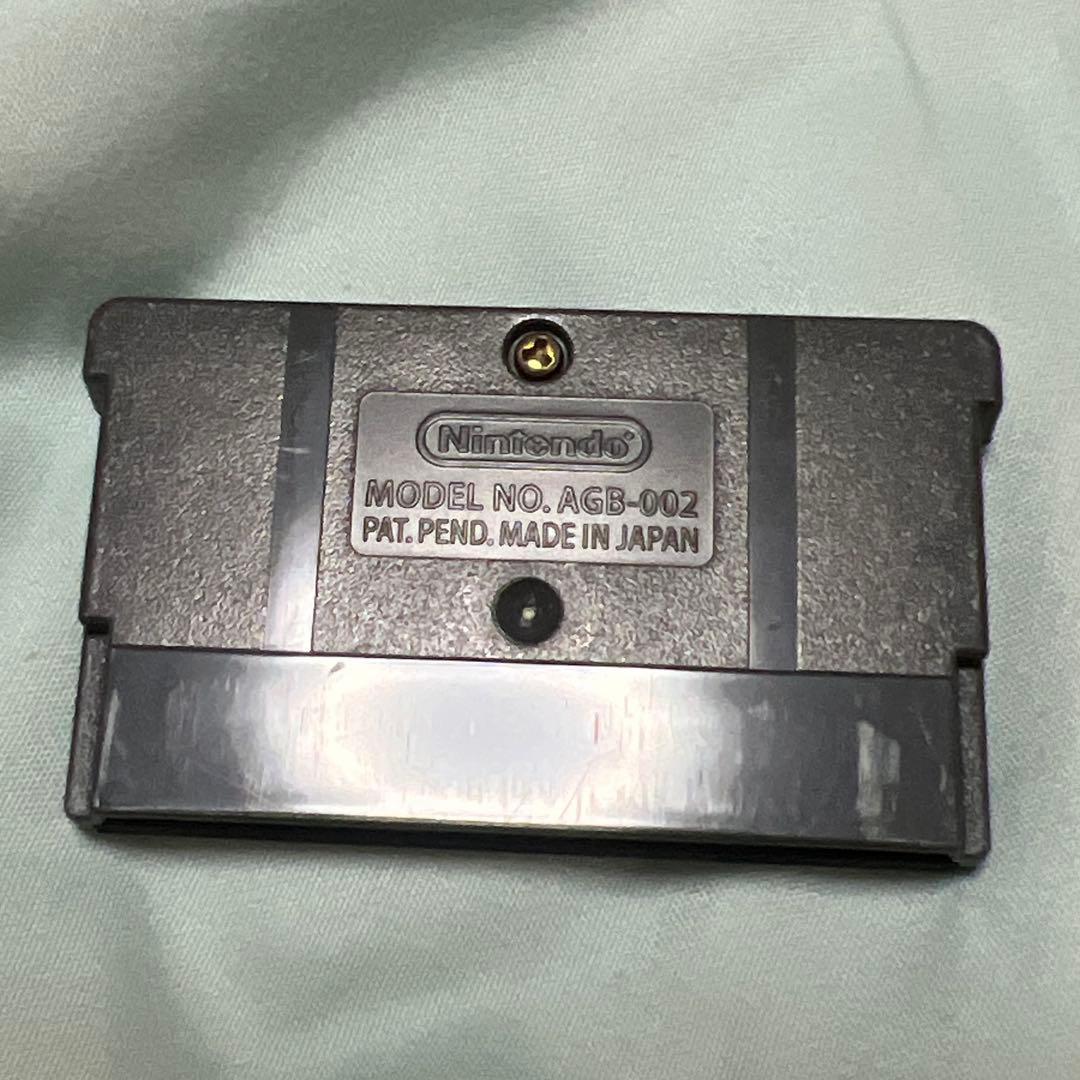 Nintendo®
MODEL NO. AGB-002
PAT. PEND. MADE IN JAPAN